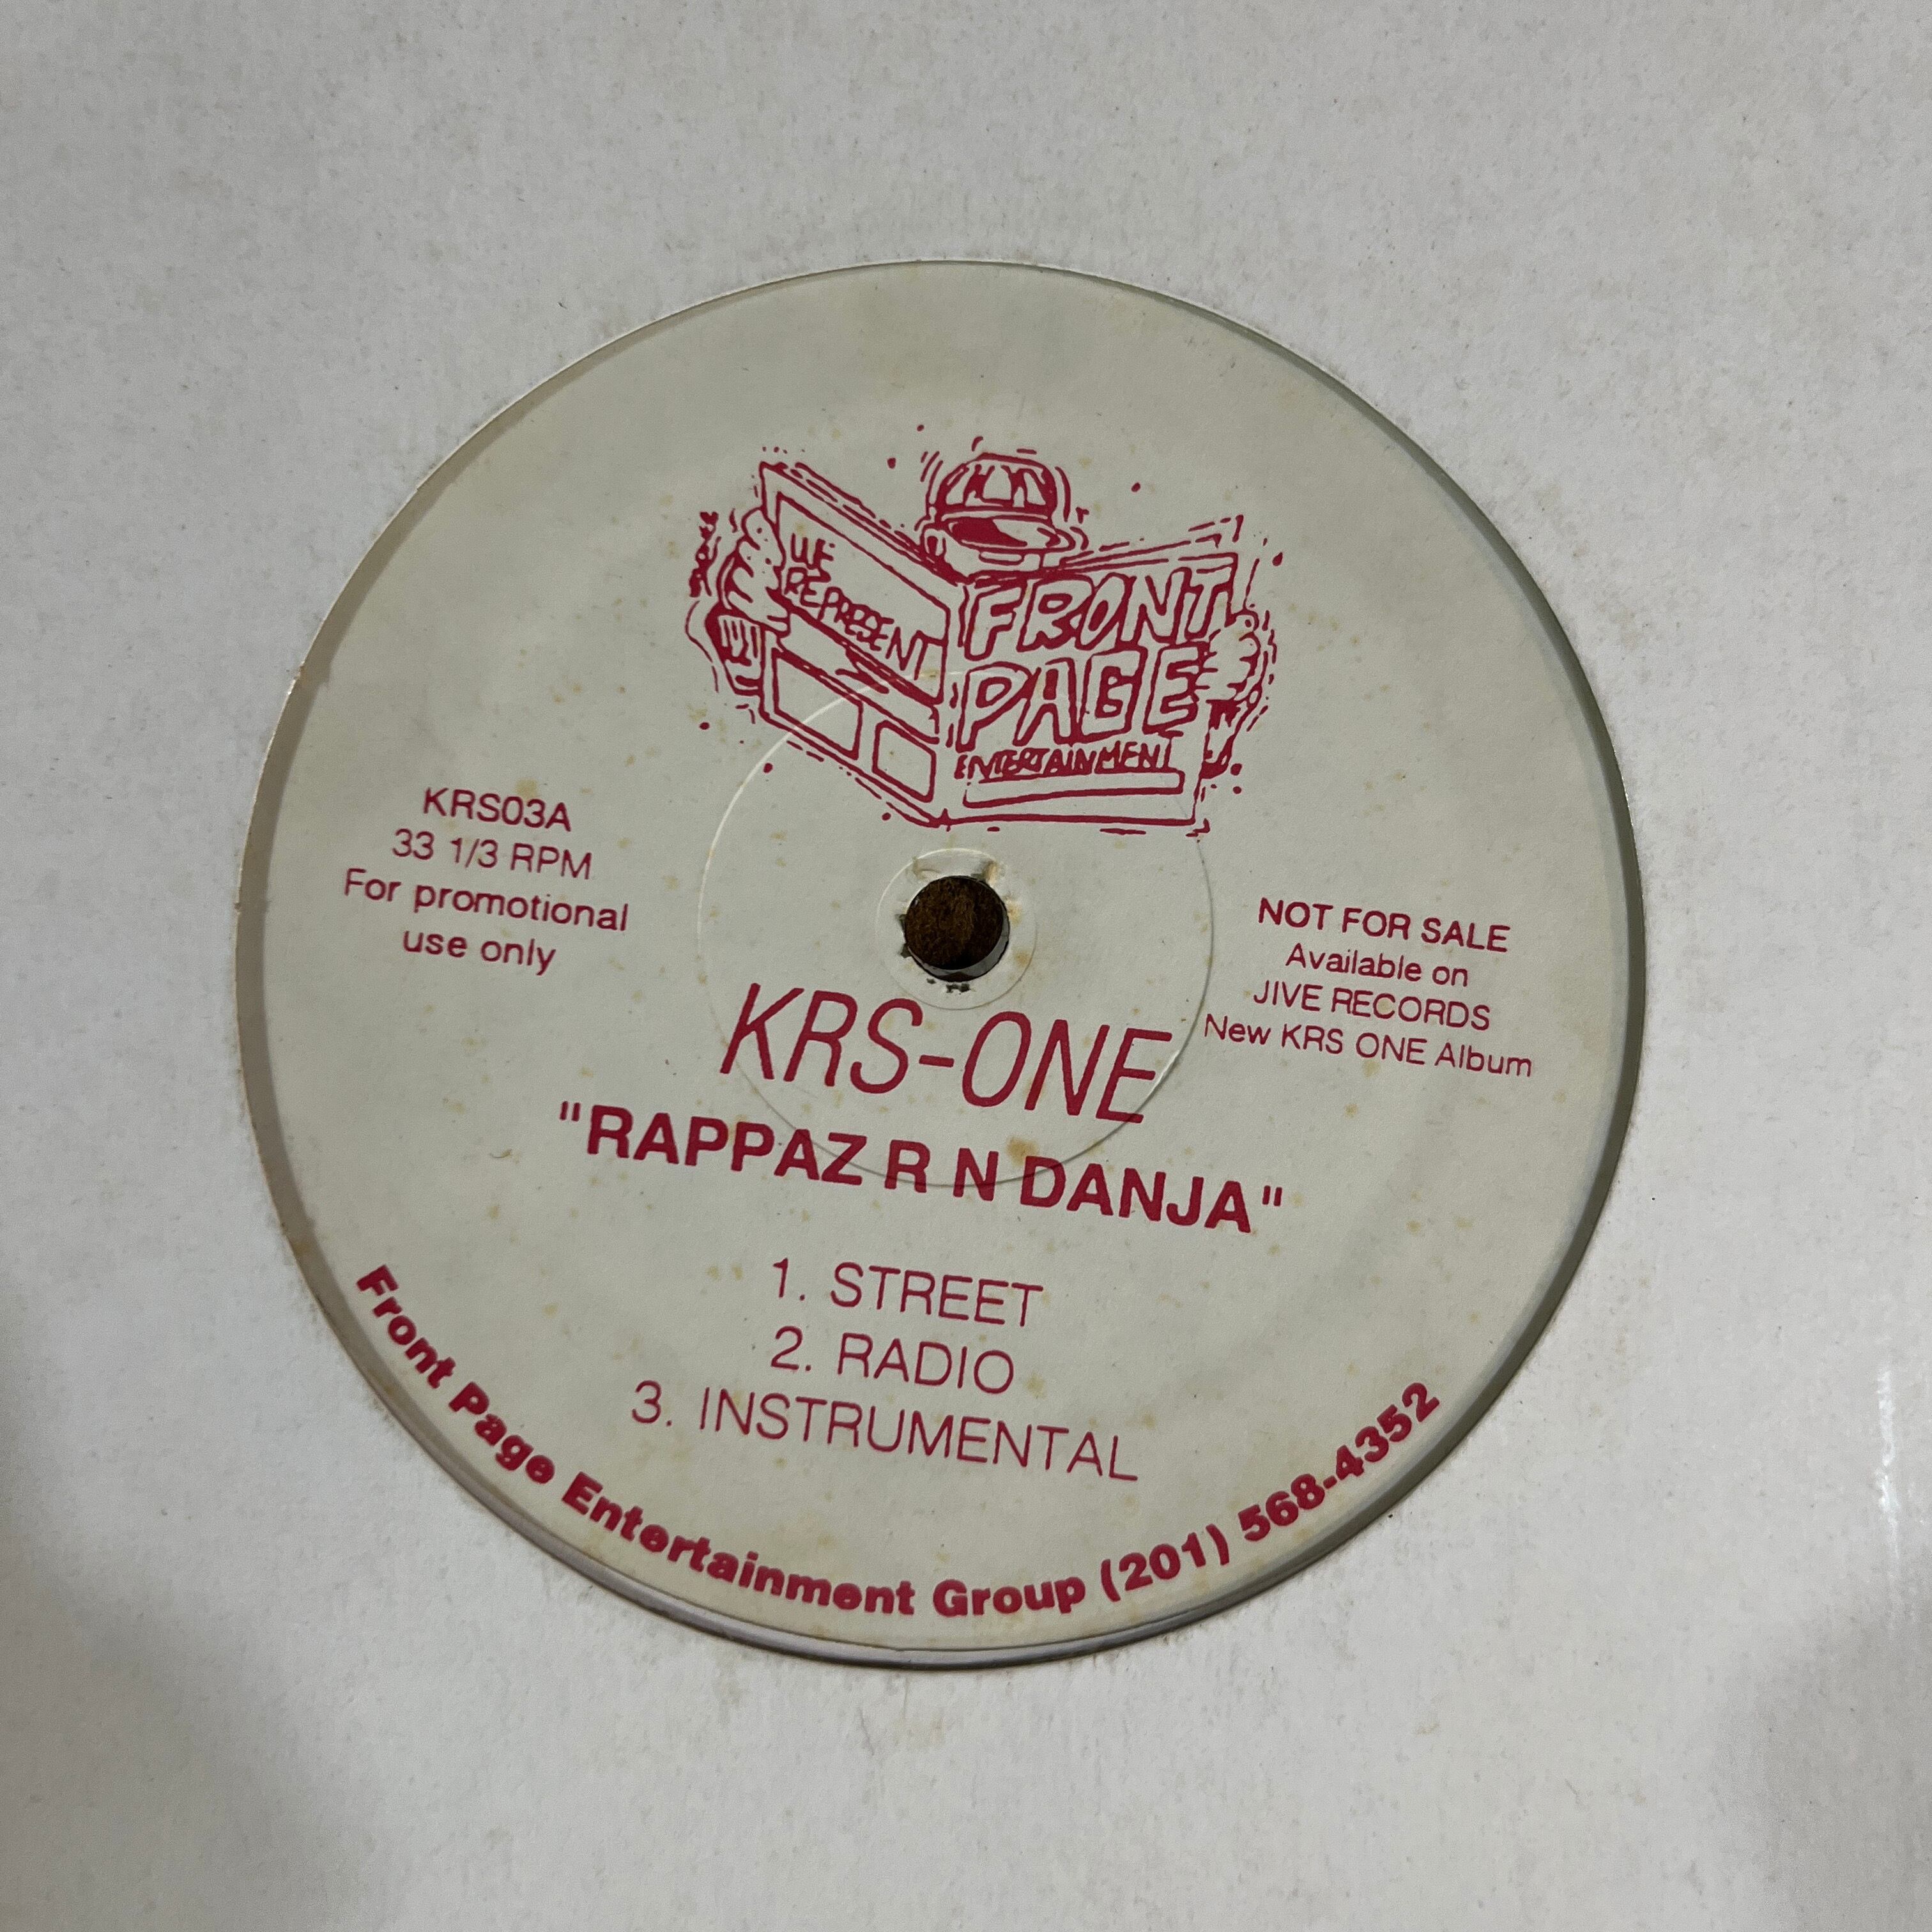 WE
REPRESENT
FRONT
PAGE
ENTERTAINMENT
KRS03A
33 1/3 RPM
For promotional
use only
NOT FOR SALE
Available on
JIVE RECORDS
New KRS ONE Album
KRS-ONE
"RAPPAZ R N DANJA"
1. STREET
2. RADIO
3. INSTRUMENTAL
Front Page Entertainment Group (201) 568-4352